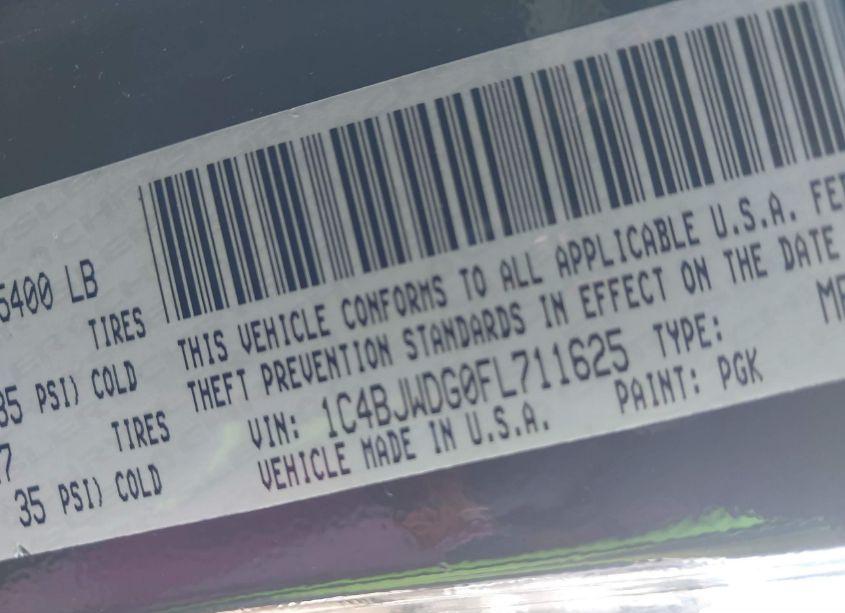 5400 LB
TIRES
35 PSI) COLD
7 TIRES
35 PSI) COLD
THIS VEHICLE CONFORMS TO ALL APPLICABLE U.S.A. FE
THEFT PREVENTION STANDARDS IN EFFECT ON THE DATE
VIN: 1C4BJWDG0FL711625 TYPE: M
VEHICLE MADE IN U.S.A. PAINT: PGK